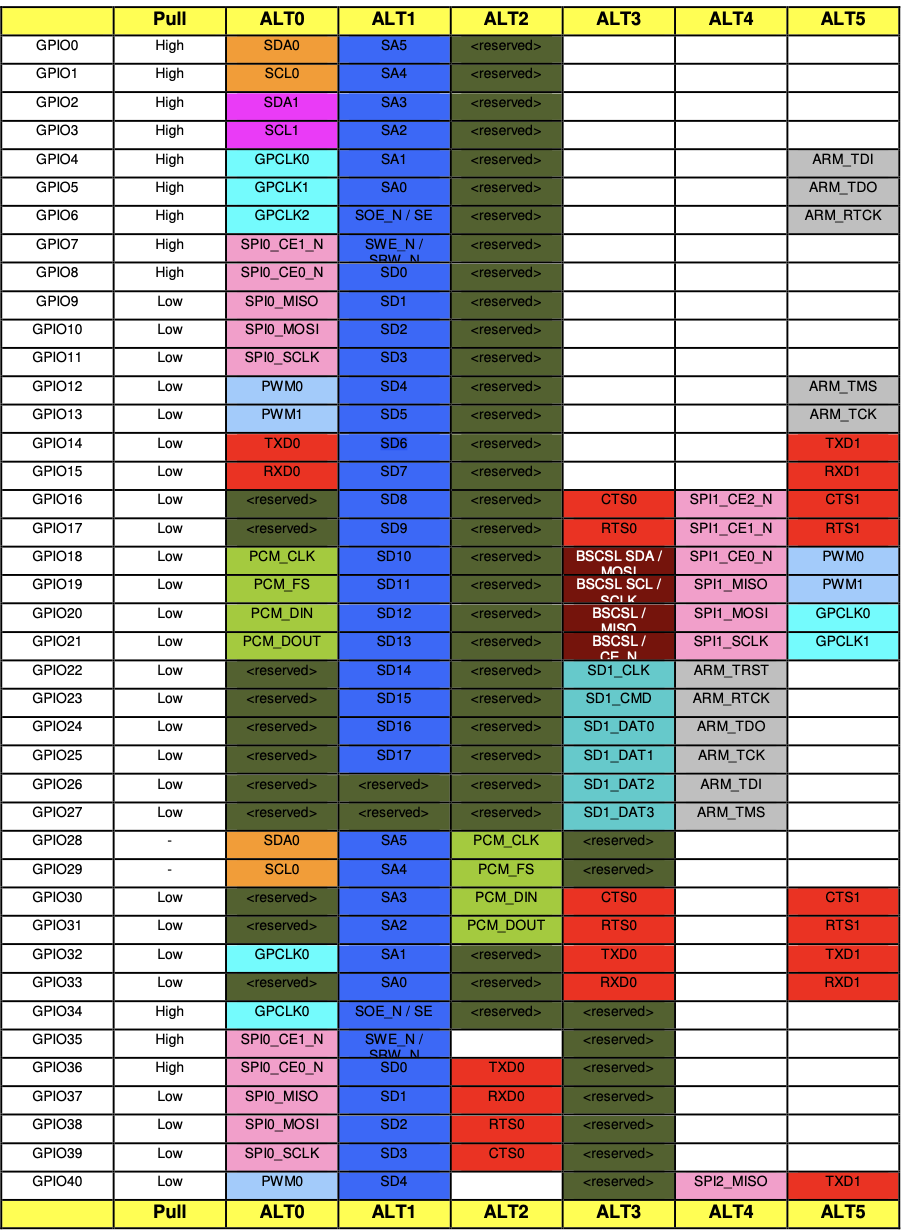 Pull ALT0 ALT1 ALT2 ALT3 ALT4 ALT5
GPIO0 High SDA0 SA5 <reserved>
GPIO1 High SCL0 SA4 <reserved>
GPIO2 High SDA1 SA3 <reserved>
GPIO3 High SCL1 SA2 <reserved>
GPIO4 High GPCLK0 SA1 <reserved> ARM_TDI
GPIO5 High GPCLK1 SA0 <reserved> ARM_TDO
GPIO6 High GPCLK2 SOE_N / SE <reserved> ARM_RTCK
GPIO7 High SPI0_CE1_N SWE_N / SRW_N <reserved>
GPIO8 High SPI0_CE0_N SD0 <reserved>
GPIO9 Low SPI0_MISO SD1 <reserved>
GPIO10 Low SPI0_MOSI SD2 <reserved>
GPIO11 Low SPI0_SCLK SD3 <reserved>
GPIO12 Low PWM0 SD4 <reserved> ARM_TMS
GPIO13 Low PWM1 SD5 <reserved> ARM_TCK
GPIO14 Low TXD0 SD6 <reserved> TXD1
GPIO15 Low RXD0 SD7 <reserved> RXD1
GPIO16 Low <reserved> SD8 <reserved> CTS0 SPI1_CE2_N CTS1
GPIO17 Low <reserved> SD9 <reserved> RTS0 SPI1_CE1_N RTS1
GPIO18 Low PCM_CLK SD10 <reserved> BSCSL SDA / MOSI SPI1_CE0_N PWM0
GPIO19 Low PCM_FS SD11 <reserved> BSCSL SCL / SCLK SPI1_MISO PWM1
GPIO20 Low PCM_DIN SD12 <reserved> BSCSL / MISO SPI1_MOSI GPCLK0
GPIO21 Low PCM_DOUT SD13 <reserved> BSCSL / CE_N SPI1_SCLK GPCLK1
GPIO22 Low <reserved> SD14 <reserved> SD1_CLK ARM_TRST
GPIO23 Low <reserved> SD15 <reserved> SD1_CMD ARM_RTCK
GPIO24 Low <reserved> SD16 <reserved> SD1_DAT0 ARM_TDO
GPIO25 Low <reserved> SD17 <reserved> SD1_DAT1 ARM_TCK
GPIO26 Low <reserved> <reserved> <reserved> SD1_DAT2 ARM_TDI
GPIO27 Low <reserved> <reserved> <reserved> SD1_DAT3 ARM_TMS
GPIO28 - SDA0 SA5 PCM_CLK <reserved>
GPIO29 - SCL0 SA4 PCM_FS <reserved>
GPIO30 Low <reserved> SA3 PCM_DIN CTS0 CTS1
GPIO31 Low <reserved> SA2 PCM_DOUT RTS0 RTS1
GPIO32 Low GPCLK0 SA1 <reserved> TXD0 TXD1
GPIO33 Low <reserved> SA0 <reserved> RXD0 RXD1
GPIO34 High GPCLK0 SOE_N / SE <reserved> <reserved>
GPIO35 High SPI0_CE1_N SWE_N / SRW_N <reserved>
GPIO36 High SPI0_CE0_N SD0 TXD0 <reserved>
GPIO37 Low SPI0_MISO SD1 RXD0 <reserved>
GPIO38 Low SPI0_MOSI SD2 RTS0 <reserved>
GPIO39 Low SPI0_SCLK SD3 CTS0 <reserved>
GPIO40 Low PWM0 SD4 <reserved> SPI2_MISO TXD1
Pull ALT0 ALT1 ALT2 ALT3 ALT4 ALT5